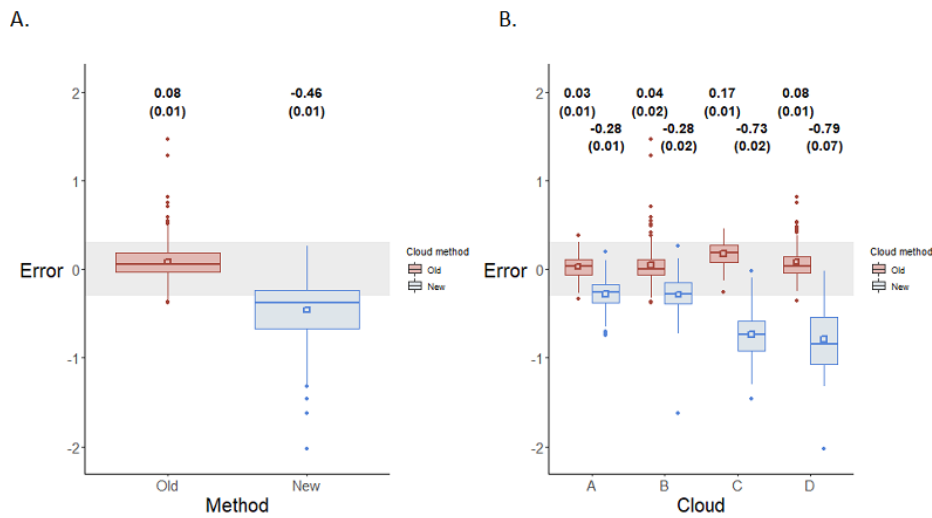 A.
B.
2
1
0
-1
-2
Error
0.08
(0.01)
-0.46
(0.01)
Old
New
Method
Cloud method
Old
New
2
1
0
-1
-2
Error
0.03
(0.01)
-0.28
(0.01)
0.04
(0.02)
-0.28
(0.02)
0.17
(0.01)
-0.73
(0.02)
0.08
(0.01)
-0.79
(0.07)
A
B
C
D
Cloud
Cloud method
Old
New